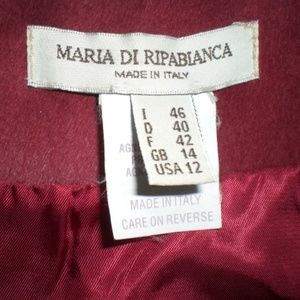 MARIA DI RIPABIANCA
MADE IN ITALY
I 46
D 40
F 42
GB 14
USA 12
MADE IN ITALY
CARE ON REVERSE